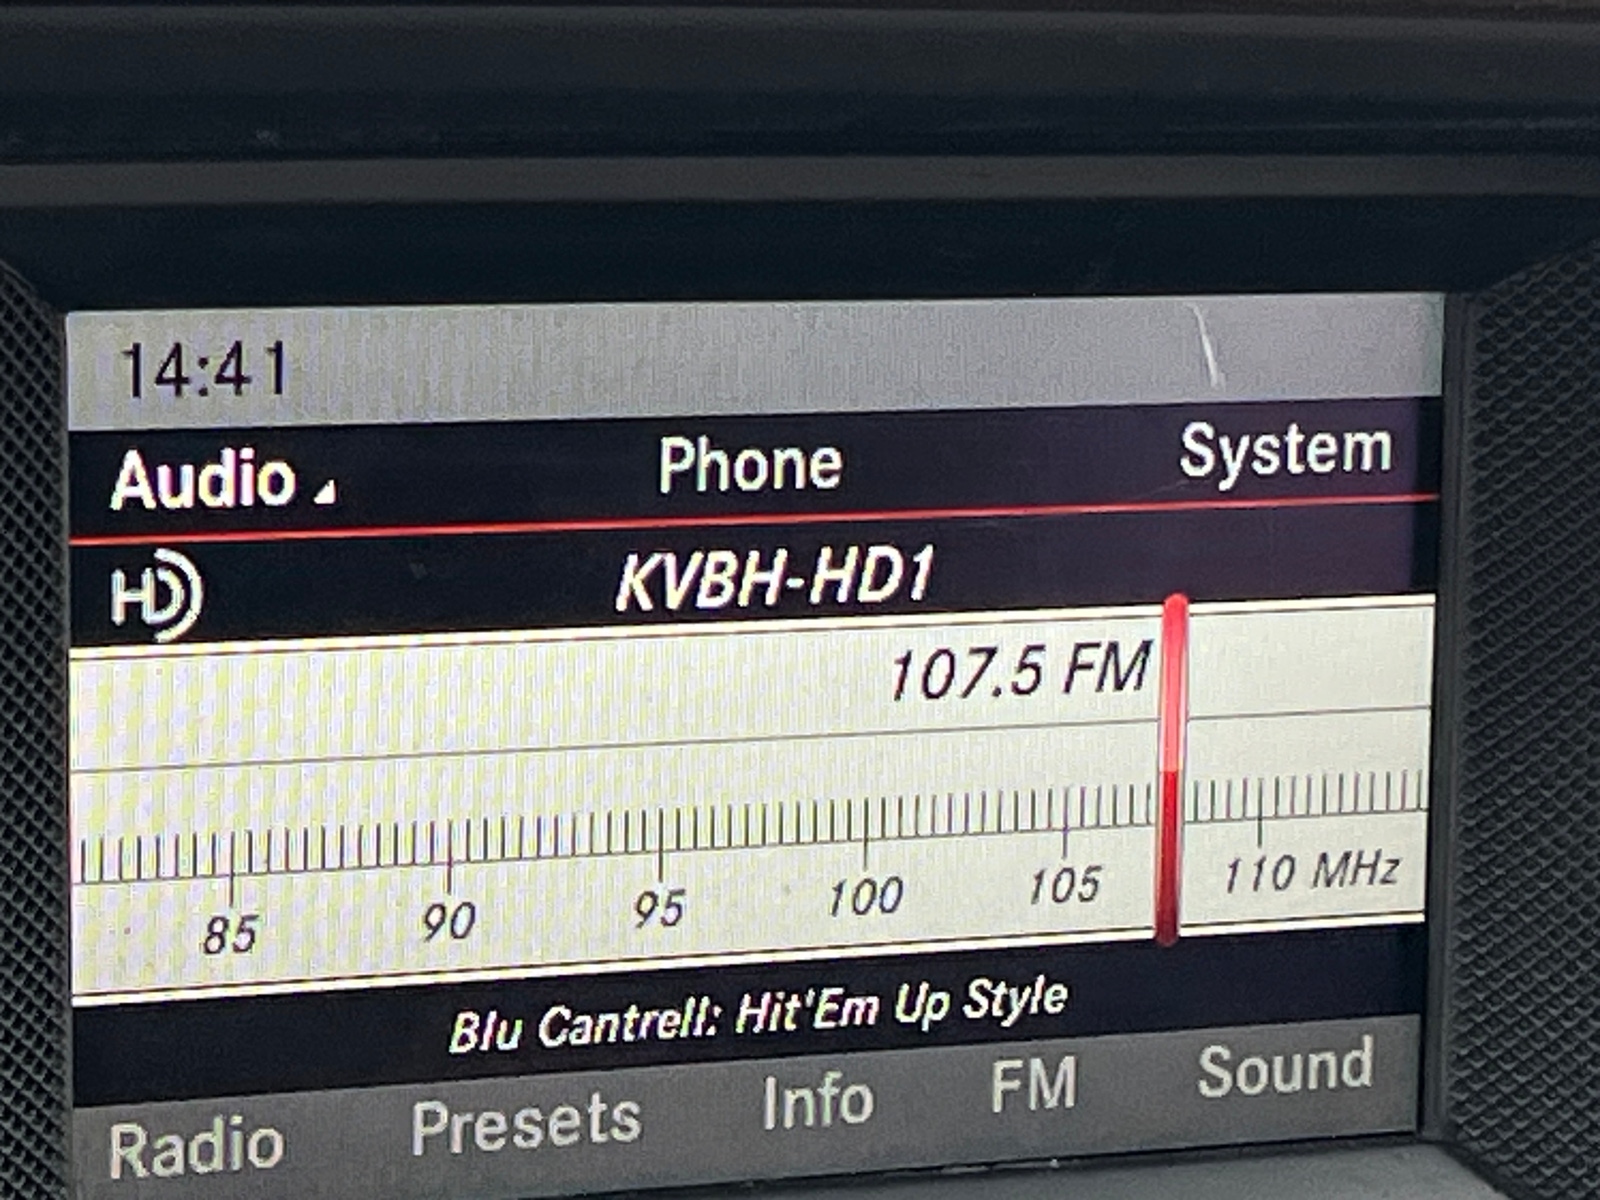 14:41
Audio Phone System
HD KVBH-HD1
107.5 FM
85 90 95 100 105 110 MHz
Blu Cantrell: Hit'Em Up Style
Radio Presets Info FM Sound